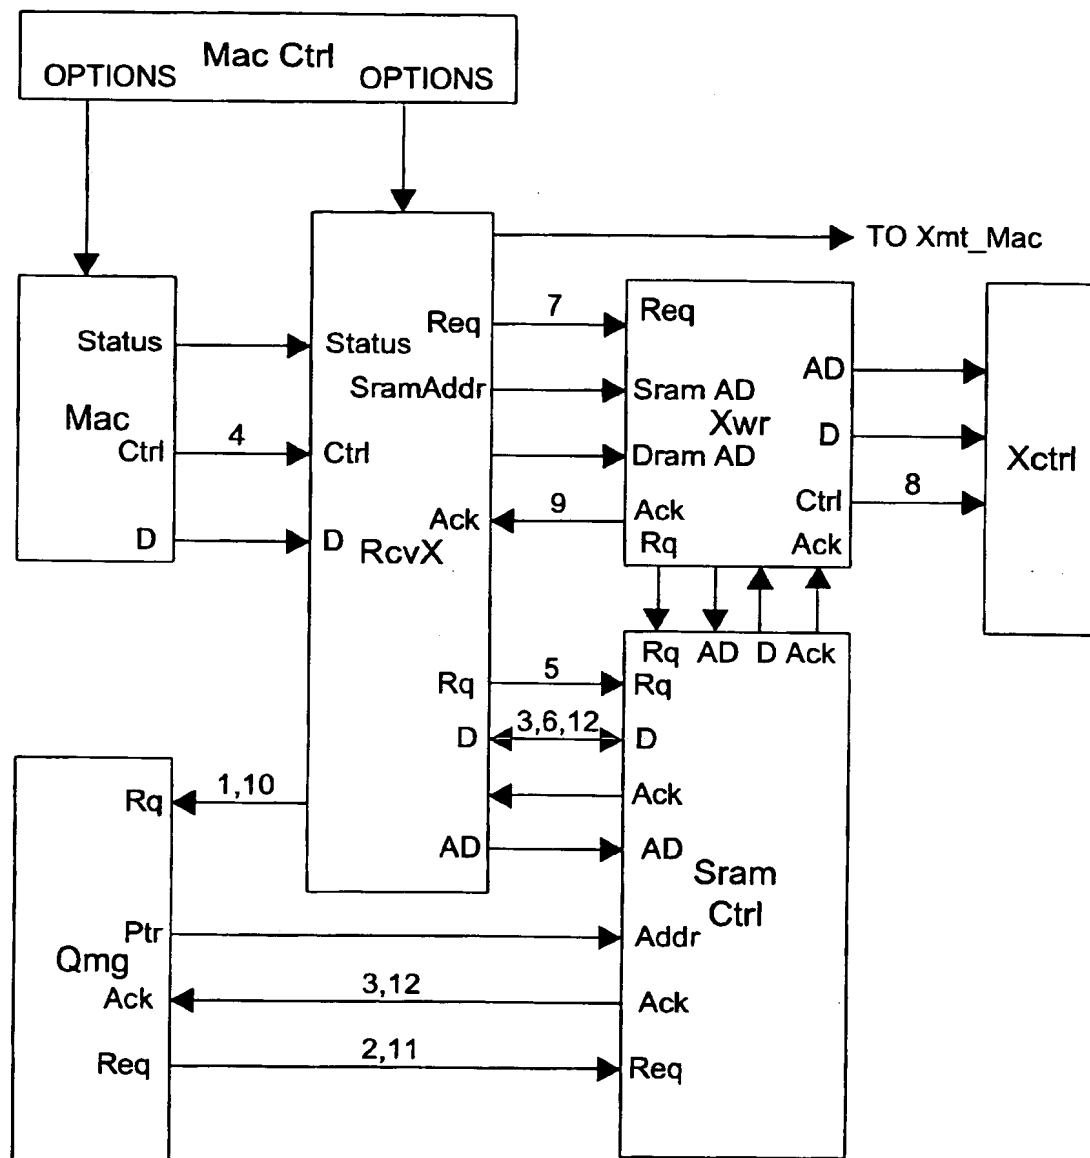 Mac Ctrl
OPTIONS OPTIONS
TO Xmt_Mac
Req 7 Req
Status Status
AD
SramAddr Sram AD
Mac
Xwr
D
Ctrl 4 Ctrl
Dram AD
Xctrl
Ctrl 8
Ack 9 Ack
D D
RcvX
Rq Ack
Rq AD D Ack
Rq 5 Rq
D 3,6,12 D
Rq 1,10
Ack
AD AD
Sram
Ctrl
Ptr Addr
Qmg
Ack 3,12 Ack
Req 2,11 Req